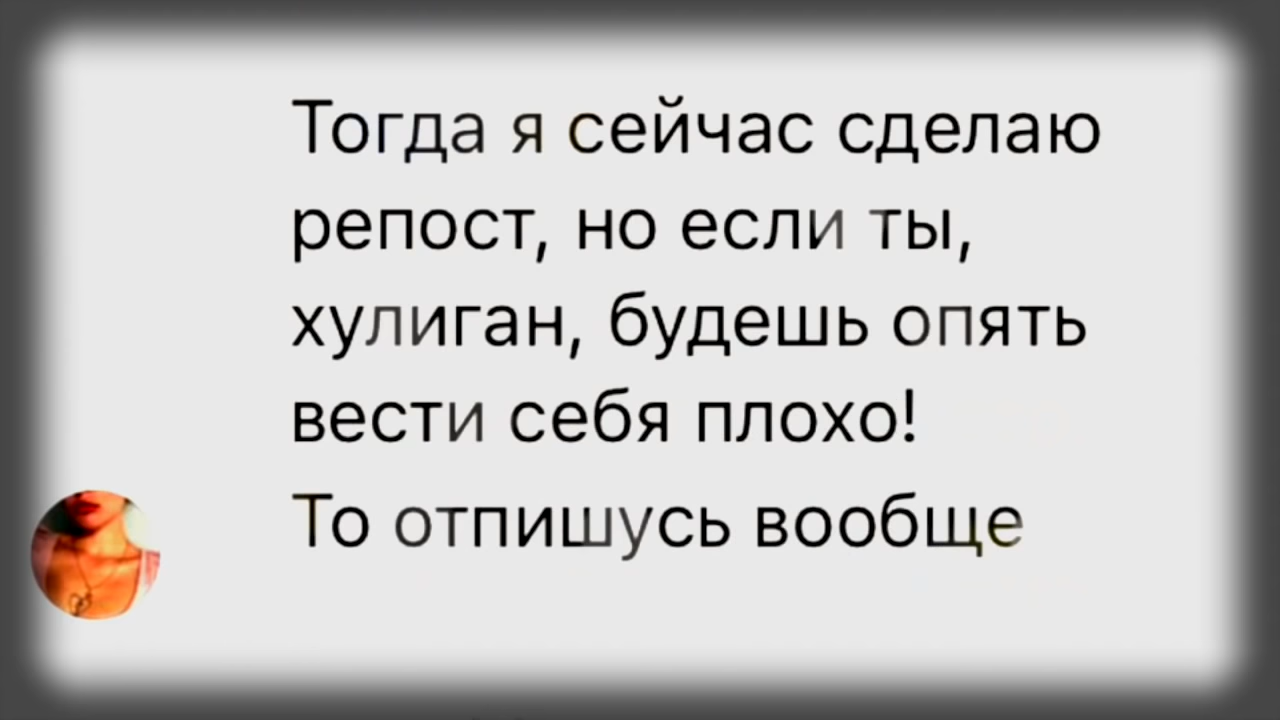 Тогда я сейчас сделаю
репост, но если ты,
хулиган, будешь опять
вести себя плохо!
То отпишусь вообще